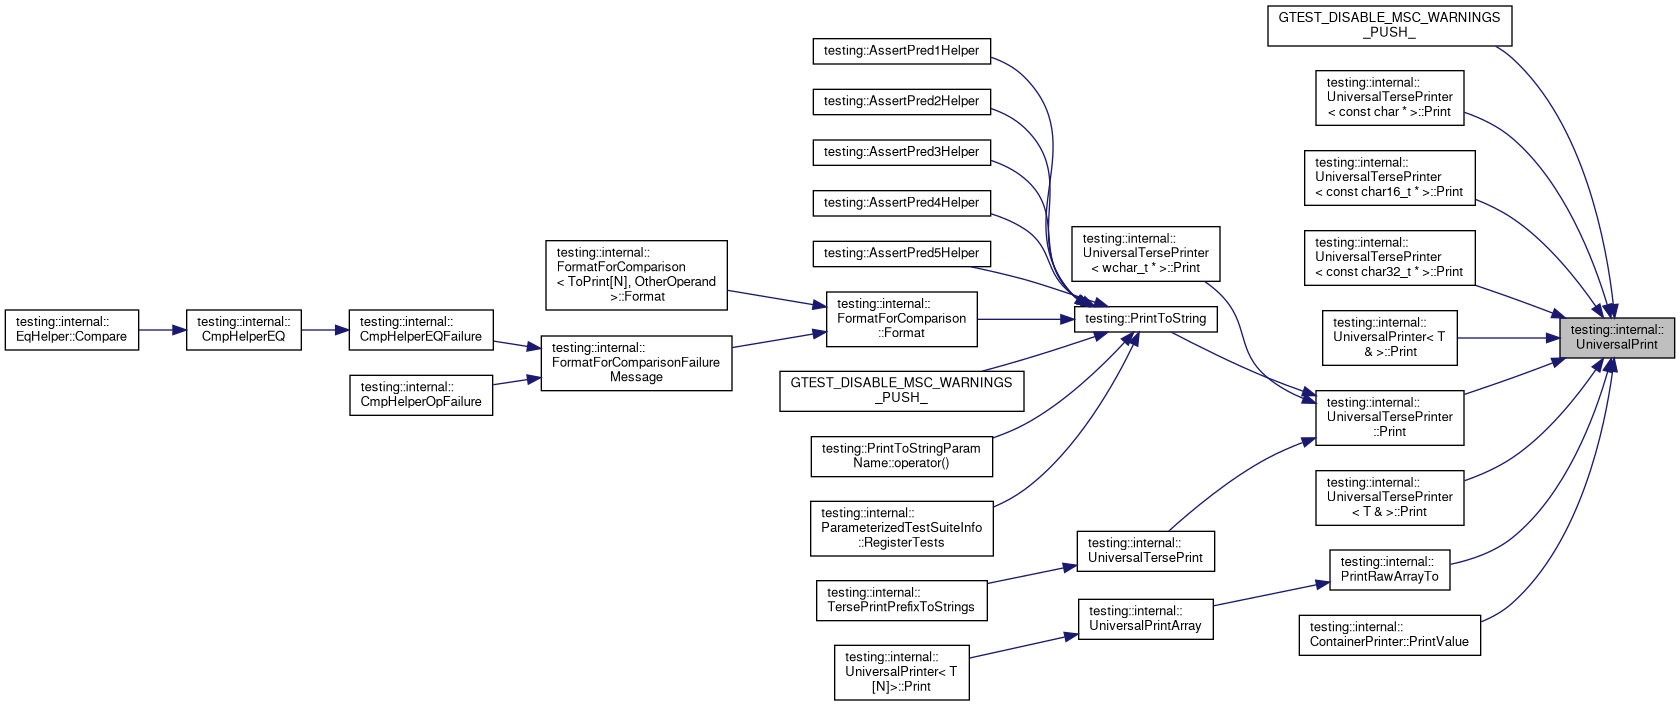 testing::internal::
EqHelper::Compare
testing::internal::
CmpHelperEQ
testing::internal::
CmpHelperEQFailure
testing::internal::
CmpHelperOpFailure
testing::internal::
FormatForComparison
< ToPrint[N], OtherOperand
>::Format
testing::internal::
FormatForComparisonFailure
Message
testing::AssertPred1Helper
testing::AssertPred2Helper
testing::AssertPred3Helper
testing::AssertPred4Helper
testing::AssertPred5Helper
testing::internal::
FormatForComparison
::Format
GTEST_DISABLE_MSC_WARNINGS
_PUSH_
testing::PrintToStringParam
Name::operator()
testing::internal::
ParameterizedTestSuiteInfo
::RegisterTests
testing::internal::
TersePrintPrefixToStrings
testing::internal::
UniversalPrinter< T
[N]>::Print
testing::internal::
UniversalTersePrinter
< wchar_t * >::Print
testing::PrintToString
testing::internal::
UniversalTersePrint
testing::internal::
UniversalPrintArray
GTEST_DISABLE_MSC_WARNINGS
_PUSH_
testing::internal::
UniversalTersePrinter
< const char * >::Print
testing::internal::
UniversalTersePrinter
< const char16_t * >::Print
testing::internal::
UniversalTersePrinter
< const char32_t * >::Print
testing::internal::
UniversalPrinter< T
& >::Print
testing::internal::
UniversalTersePrinter
::Print
testing::internal::
UniversalTersePrinter
< T & >::Print
testing::internal::
PrintRawArrayTo
testing::internal::
ContainerPrinter::PrintValue
testing::internal::
UniversalPrint